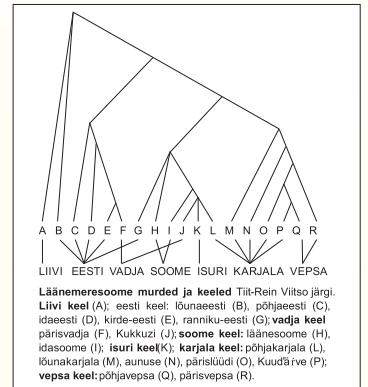 A B C D E F G H I J K L M N O P Q R
LIIVI EESTI VADJA SOOME ISURI KARJALA VEPSA
Läänemeresoome murded ja keeled Tiit-Rein Viitso järgi.
Liivi keel (A); eesti keel: lõunaeesti (B), põhjaeesti (C),
idaeesti (D), kirde-eesti (E), ranniku-eesti (G); vadja keel
pärisvadja (F), Kukkuzi (J); soome keel: läänesoome (H),
idasoome (I); isuri keel(K); karjala keel: põhjakarjala (L),
lõunakarjala (M), aunuse (N), pärislüüdi (O), Kuud'ärve (P);
vepsa keel: põhjavepsa (Q), pärisvepsa (R).